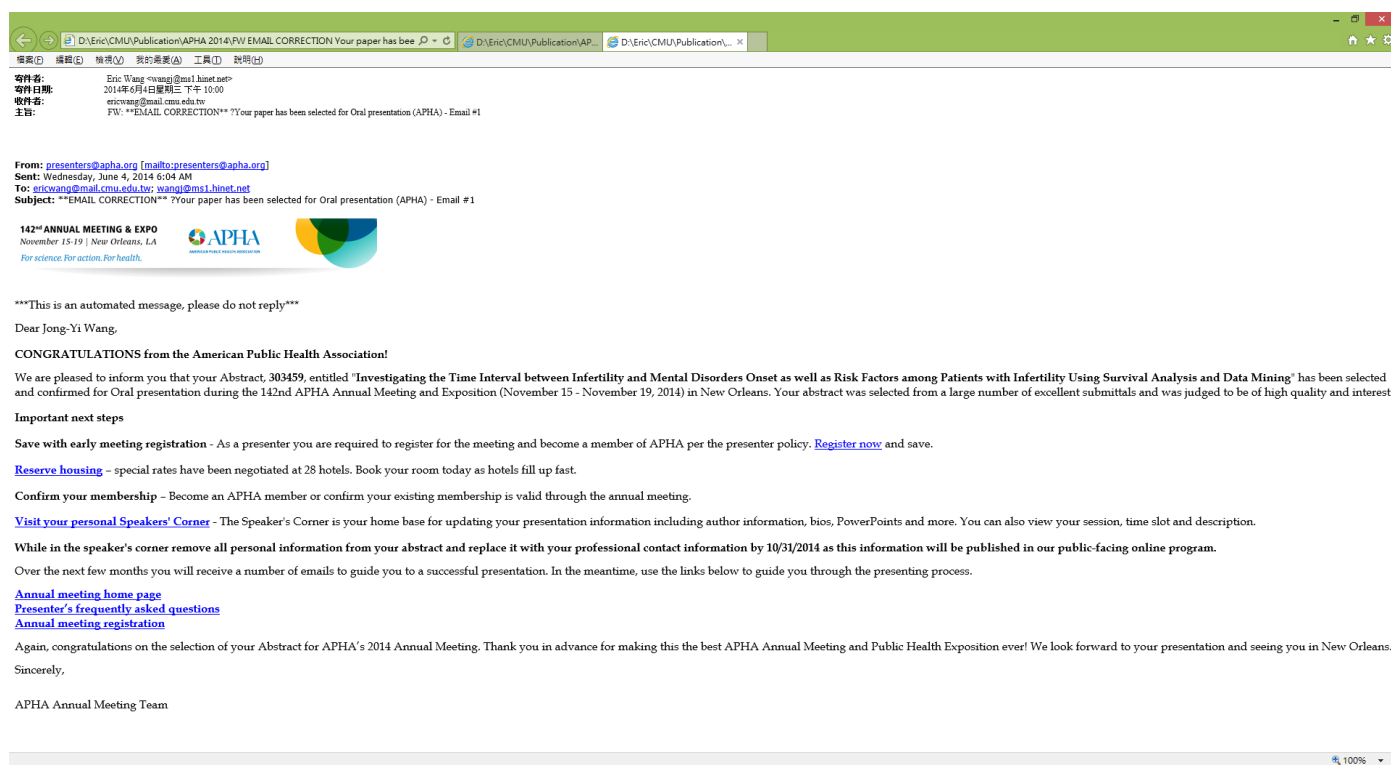 D:\Eric\CMU\Publication\APHA 2014\FW EMAIL CORRECTION Your paper has bee
D:\Eric\CMU\Publication\AP...
D:\Eric\CMU\Publication\,...
檔案(F) 編輯(E) 檢視(V) 我的最愛(A) 工具(T) 說明(H)
寄件者: Eric Wang <wangj@ms1.hinet.net>
寄件日期: 2014年6月4日星期三 下午 10:00
收件者: ericwang@mail.cmu.edu.tw
主旨: FW: **EMAIL CORRECTION** ?Your paper has been selected for Oral presentation (APHA) - Email #1
From: presenters@apha.org [mailto:presenters@apha.org]
Sent: Wednesday, June 4, 2014 6:04 AM
To: ericwang@mail.cmu.edu.tw; wangj@ms1.hinet.net
Subject: **EMAIL CORRECTION** ?Your paper has been selected for Oral presentation (APHA) - Email #1
142nd ANNUAL MEETING & EXPO
November 15-19 | New Orleans, LA
For science. For action. For health.
APHA
AMERICAN PUBLIC HEALTH ASSOCIATION
***This is an automated message, please do not reply***
Dear Jong-Yi Wang,
CONGRATULATIONS from the American Public Health Association!
We are pleased to inform you that your Abstract, 303459, entitled "Investigating the Time Interval between Infertility and Mental Disorders Onset as well as Risk Factors among Patients with Infertility Using Survival Analysis and Data Mining" has been selected
and confirmed for Oral presentation during the 142nd APHA Annual Meeting and Exposition (November 15 - November 19, 2014) in New Orleans. Your abstract was selected from a large number of excellent submittals and was judged to be of high quality and interest
Important next steps
Save with early meeting registration - As a presenter you are required to register for the meeting and become a member of APHA per the presenter policy. Register now and save.
Reserve housing – special rates have been negotiated at 28 hotels. Book your room today as hotels fill up fast.
Confirm your membership – Become an APHA member or confirm your existing membership is valid through the annual meeting.
Visit your personal Speakers' Corner - The Speaker's Corner is your home base for updating your presentation information including author information, bios, PowerPoints and more. You can also view your session, time slot and description.
While in the speaker's corner remove all personal information from your abstract and replace it with your professional contact information by 10/31/2014 as this information will be published in our public-facing online program.
Over the next few months you will receive a number of emails to guide you to a successful presentation. In the meantime, use the links below to guide you through the presenting process.
Annual meeting home page
Presenter's frequently asked questions
Annual meeting registration
Again, congratulations on the selection of your Abstract for APHA's 2014 Annual Meeting. Thank you in advance for making this the best APHA Annual Meeting and Public Health Exposition ever! We look forward to your presentation and seeing you in New Orleans.
Sincerely,
APHA Annual Meeting Team
100%